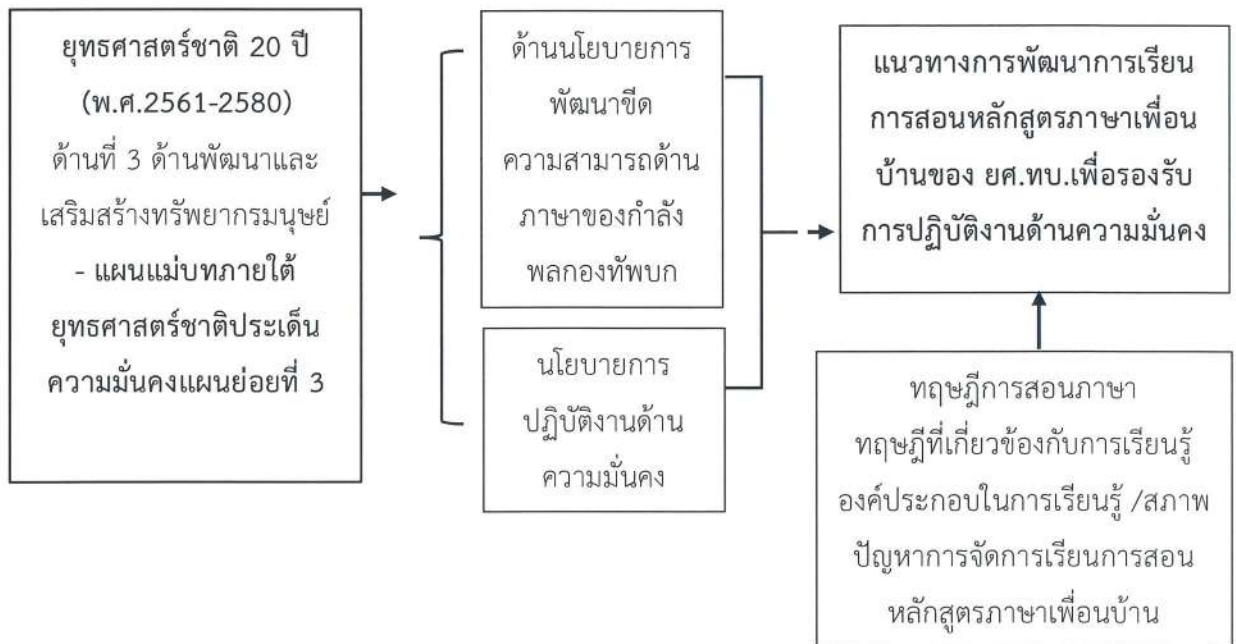 ยุทธศาสตร์ชาติ 20 ปี
(พ.ศ.2561-2580)
ด้านที่ 3 ด้านพัฒนาและ
เสริมสร้างทรัพยากรมนุษย์
- แผนแม่บทภายใต้
ยุทธศาสตร์ชาติประเด็น
ความมั่นคงแผนย่อยที่ 3
ด้านนโยบายการ
พัฒนาขีด
ความสามารถด้าน
ภาษาของกำลัง
พลกองทัพบก
นโยบายการ
ปฏิบัติงานด้าน
ความมั่นคง
แนวทางการพัฒนาการเรียน
การสอนหลักสูตรภาษาเพื่อน
บ้านของ ยศ.ทบ.เพื่อรองรับ
การปฏิบัติงานด้านความมั่นคง
ทฤษฎีการสอนภาษา
ทฤษฎีที่เกี่ยวข้องกับการเรียนรู้
องค์ประกอบในการเรียนรู้ /สภาพ
ปัญหาการจัดการเรียนการสอน
หลักสูตรภาษาเพื่อนบ้าน